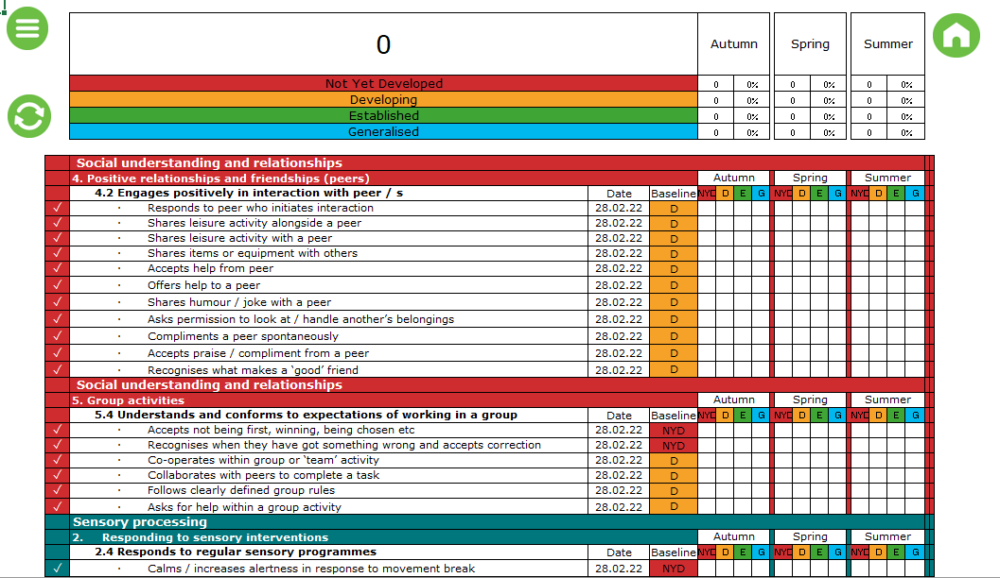 0 Autumn Spring Summer
Not Yet Developed 0 0% 0 0% 0 0%
Developing 0 0% 0 0% 0 0%
Established 0 0% 0 0% 0 0%
Generalised 0 0% 0 0% 0 0%
Social understanding and relationships
4. Positive relationships and friendships (peers) Autumn Spring Summer
4.2 Engages positively in interaction with peer / s Date Baseline NYD D E G NYD D E G NYD D E G
✓ · Responds to peer who initiates interaction 28.02.22 D
✓ · Shares leisure activity alongside a peer 28.02.22 D
✓ · Shares leisure activity with a peer 28.02.22 D
✓ · Shares items or equipment with others 28.02.22 D
✓ · Accepts help from peer 28.02.22 D
✓ · Offers help to a peer 28.02.22 D
✓ · Shares humour / joke with a peer 28.02.22 D
✓ · Asks permission to look at / handle another’s belongings 28.02.22 D
✓ · Compliments a peer spontaneously 28.02.22 D
✓ · Accepts praise / compliment from a peer 28.02.22 D
✓ · Recognises what makes a ‘good’ friend 28.02.22 D
Social understanding and relationships
5. Group activities Autumn Spring Summer
5.4 Understands and conforms to expectations of working in a group Date Baseline NYD D E G NYD D E G NYD D E G
✓ · Accepts not being first, winning, being chosen etc 28.02.22 NYD
✓ · Recognises when they have got something wrong and accepts correction 28.02.22 NYD
✓ · Co-operates within group or ‘team’ activity 28.02.22 D
✓ · Collaborates with peers to complete a task 28.02.22 D
✓ · Follows clearly defined group rules 28.02.22 D
✓ · Asks for help within a group activity 28.02.22 D
Sensory processing
2. Responding to sensory interventions Autumn Spring Summer
2.4 Responds to regular sensory programmes Date Baseline NYD D E G NYD D E G NYD D E G
✓ · Calms / increases alertness in response to movement break 28.02.22 NYD